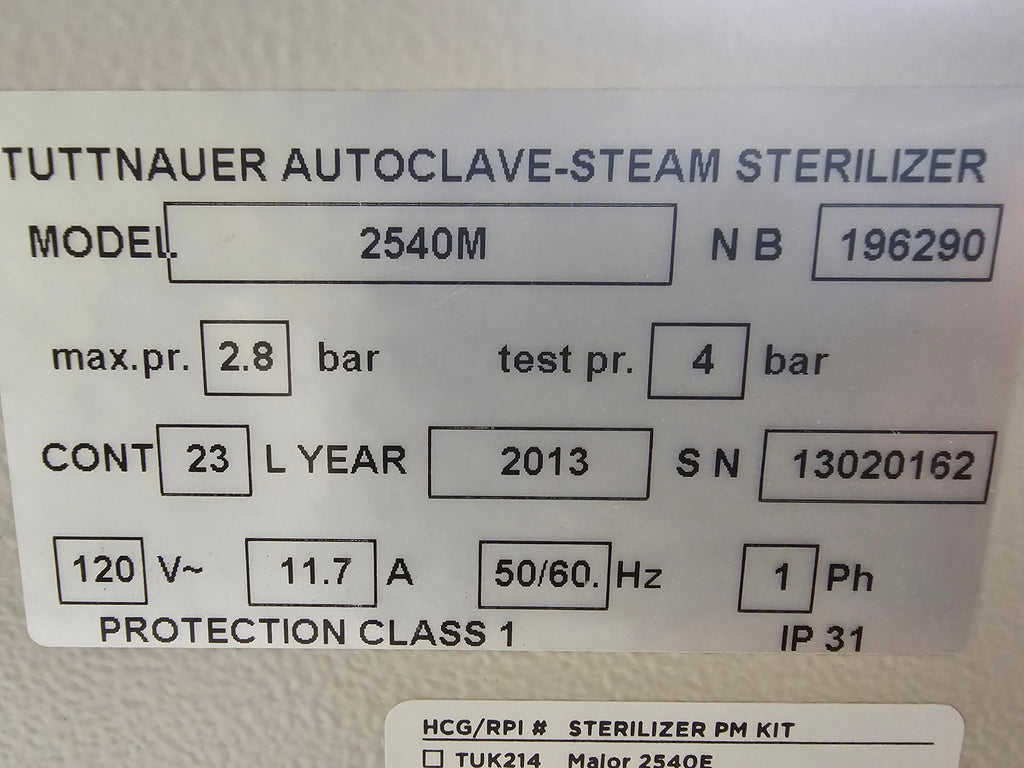 TUTTNAUER AUTOCLAVE-STEAM STERILIZER
MODEL 2540M N B 196290
max.pr. 2.8 bar test pr. 4 bar
CONT 23 L YEAR 2013 S N 13020162
120 V~ 11.7 A 50/60. Hz 1 Ph
PROTECTION CLASS 1 IP 31
HCG/RPI # STERILIZER PM KIT
TUK214 Major 2540E